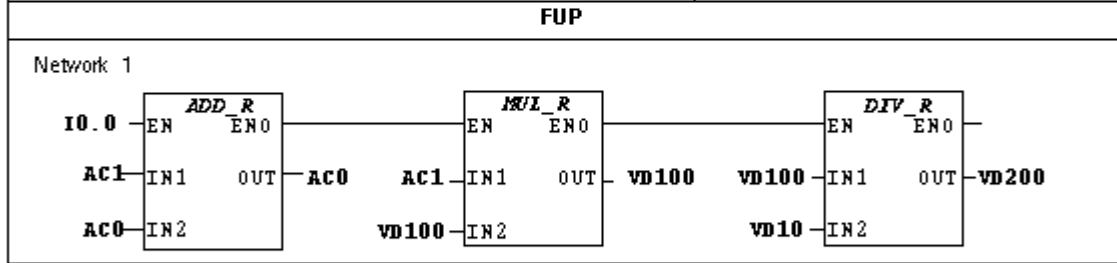 FUP
Network 1
ADD_R MUL_R DIV_R
I0.0 EN ENO EN ENO EN ENO
AC1 IN1 OUT AC0 AC1 IN1 OUT VD100 VD100 IN1 OUT VD200
AC0 IN2 VD100 IN2 VD10 IN2